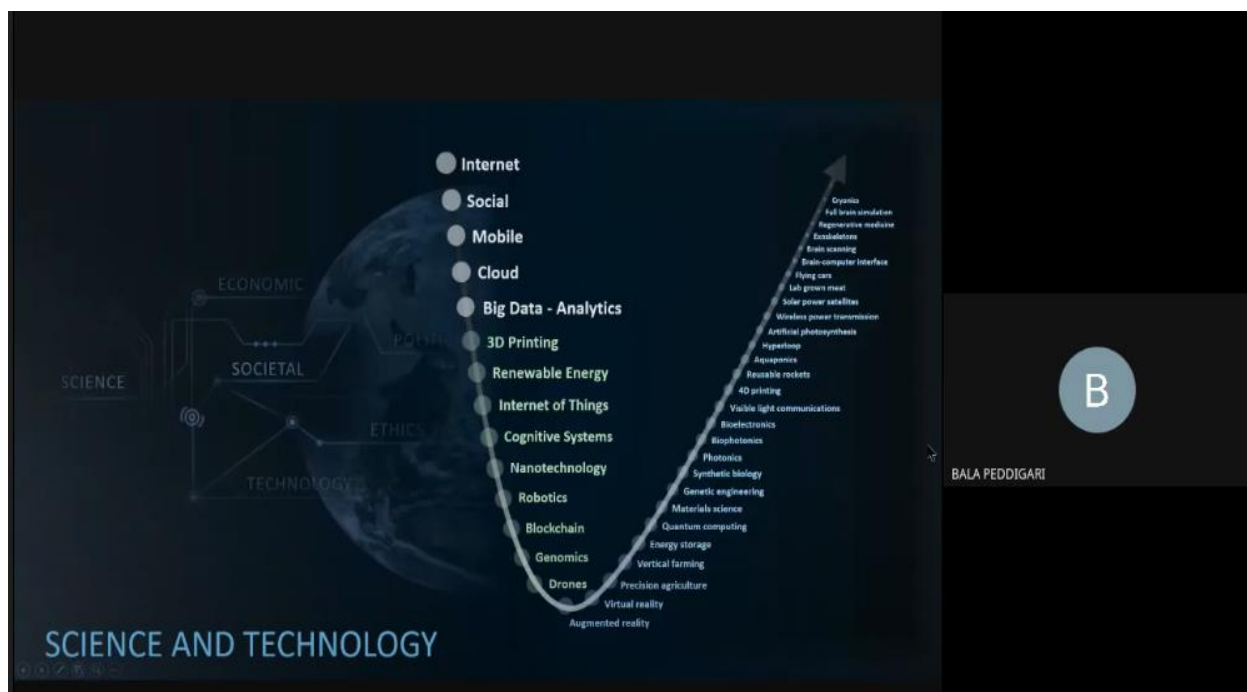 Internet
Social
Mobile
Cloud
Big Data - Analytics
3D Printing
Renewable Energy
Internet of Things
Cognitive Systems
Nanotechnology
Robotics
Blockchain
Genomics
Drones
Augmented reality
Virtual reality
Precision agriculture
Vertical farming
Energy storage
Quantum computing
Materials science
Genetic engineering
Synthetic biology
Photonics
Biophotonics
Bioelectronics
Visible light communications
4D printing
Reusable rockets
Aquaponics
Hyperloop
Artificial photosynthesis
Wireless power transmission
Solar power satellites
Lab grown meat
Flying cars
Brain-computer interface
Brain scanning
Exoskeletons
Regenerative medicine
Full brain simulation
Cryonics
ECONOMIC
SOCIETAL
SCIENCE
ETHICS
TECHNOLOGY
SCIENCE AND TECHNOLOGY
B
BALA PEDDIGARI